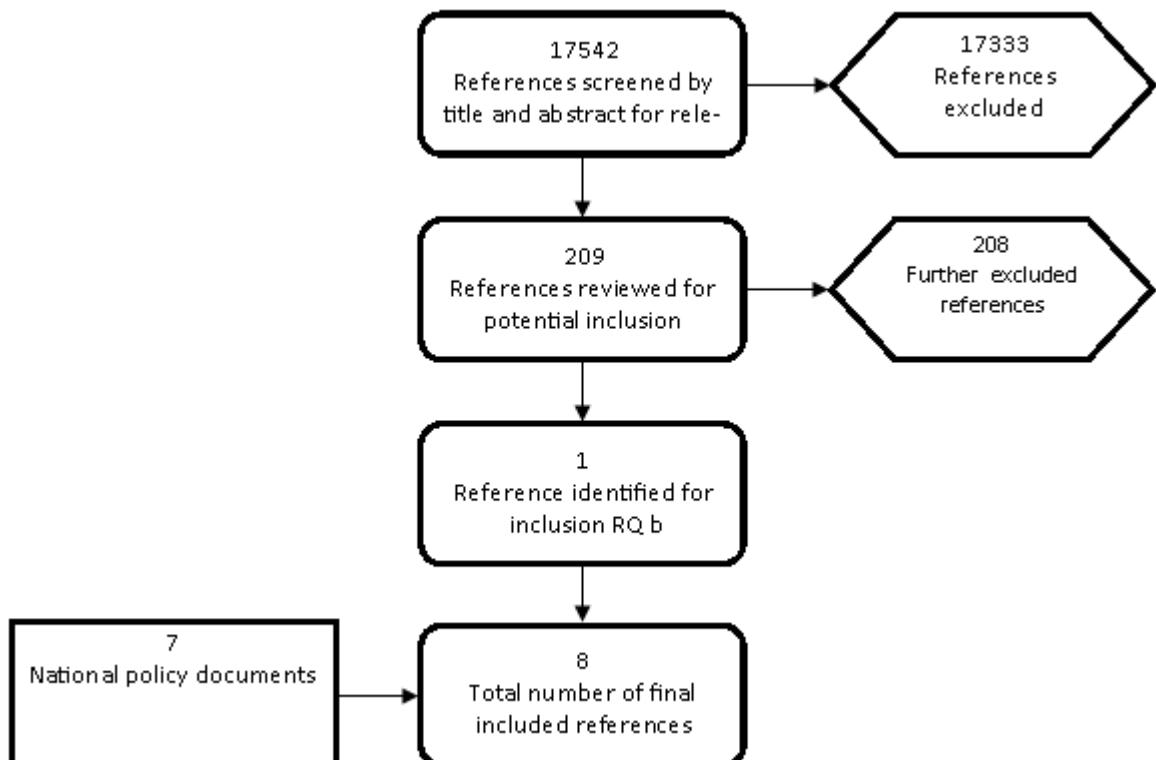 17542
References screened by
title and abstract for rele-
17333
References
excluded
209
References reviewed for
potential inclusion
208
Further excluded
references
1
Reference identified for
inclusion RQ b
7
National policy documents
8
Total number of final
included references